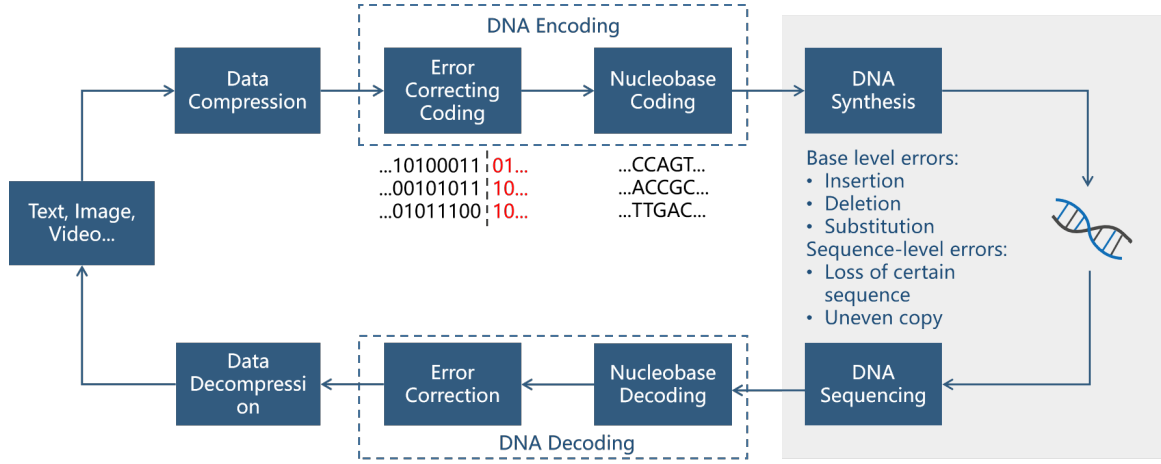 DNA Encoding
Data
Compression
Error
Correcting
Coding
Nucleobase
Coding
DNA
Synthesis
...10100011 01...
...00101011 10...
...01011100 10...
...CCAGT...
...ACCGC...
...TTGAC...
Base level errors:
• Insertion
• Deletion
• Substitution
Sequence-level errors:
• Loss of certain
sequence
• Uneven copy
Text, Image,
Video...
Data
Decompressi
on
Error
Correction
Nucleobase
Decoding
DNA
Sequencing
DNA Decoding